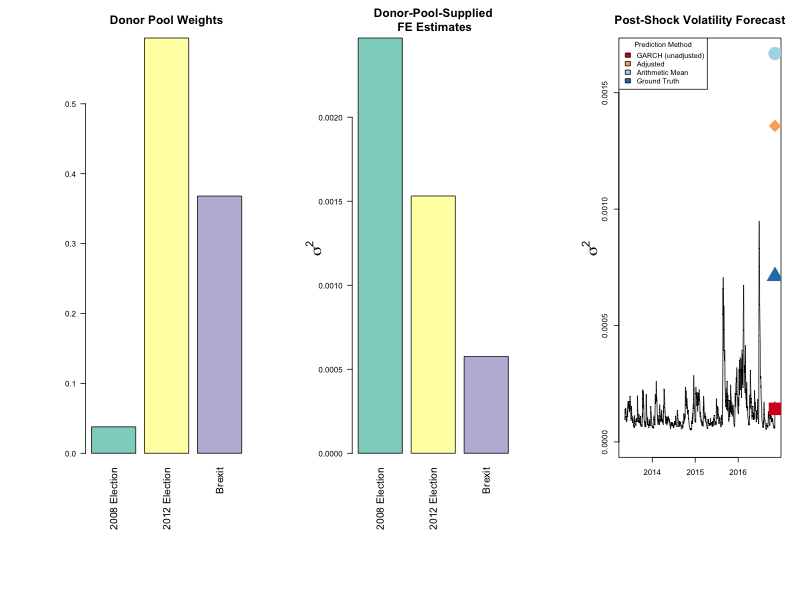 Donor Pool Weights
0.5
0.4
0.3
0.2
0.1
0.0
2008 Election
2012 Election
Brexit
Donor-Pool-Supplied
FE Estimates
σ²
0.0020
0.0015
0.0010
0.0005
0.0000
2008 Election
2012 Election
Brexit
Post-Shock Volatility Forecast
σ²
0.0015
0.0010
0.0005
0.0000
Prediction Method
GARCH (unadjusted)
Adjusted
Arithmetic Mean
Ground Truth
2014
2015
2016